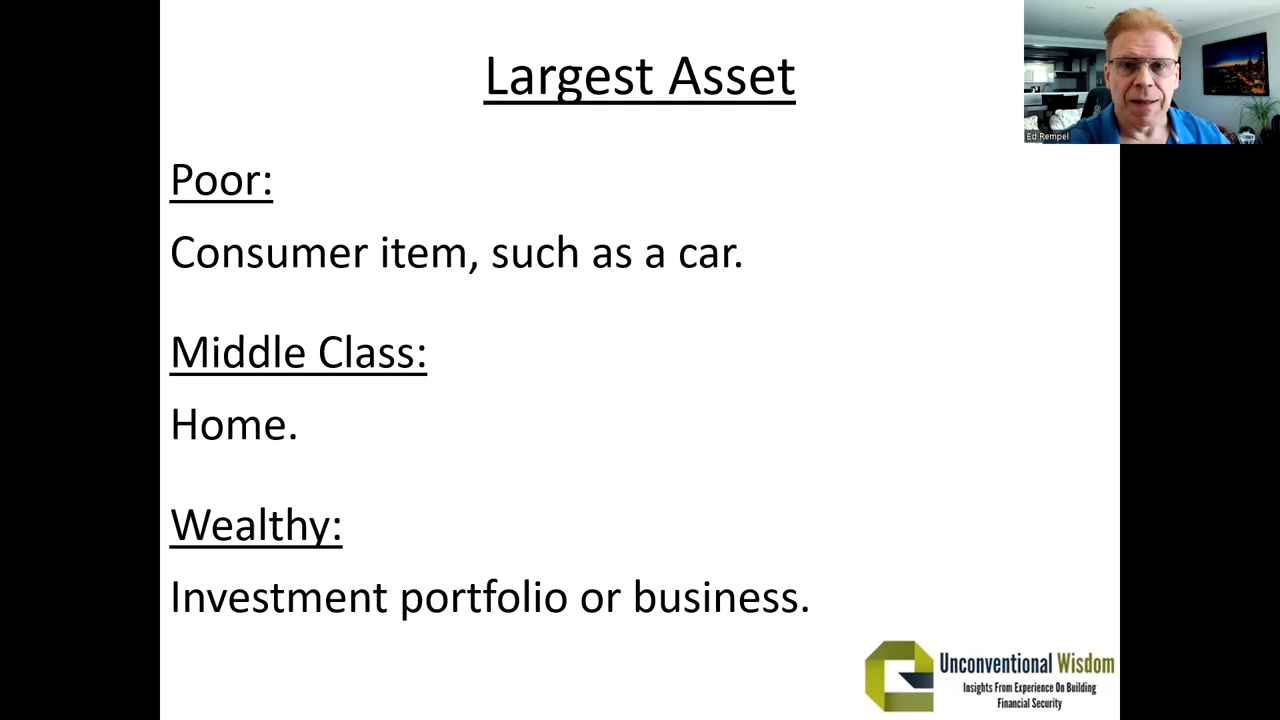 Largest Asset
Ed Rempel
Poor:
Consumer item, such as a car.
Middle Class:
Home.
Wealthy:
Investment portfolio or business.
Unconventional Wisdom
Insights From Experience On Building
Financial Security